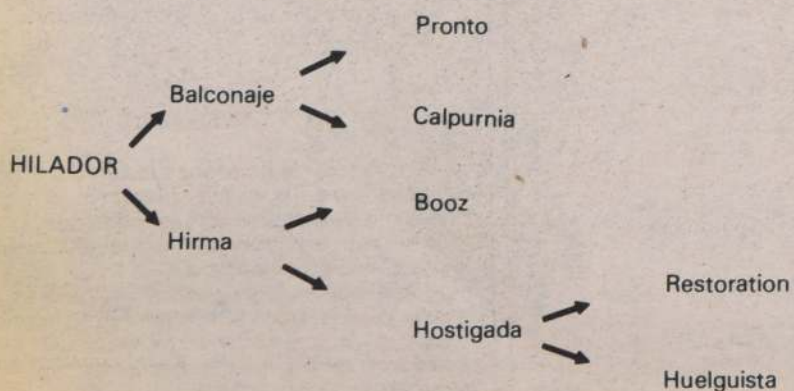 Pronto
Balconaje
Calpurnia
HILADOR
Booz
Hirma
Restoration
Hostigada
Huelguista